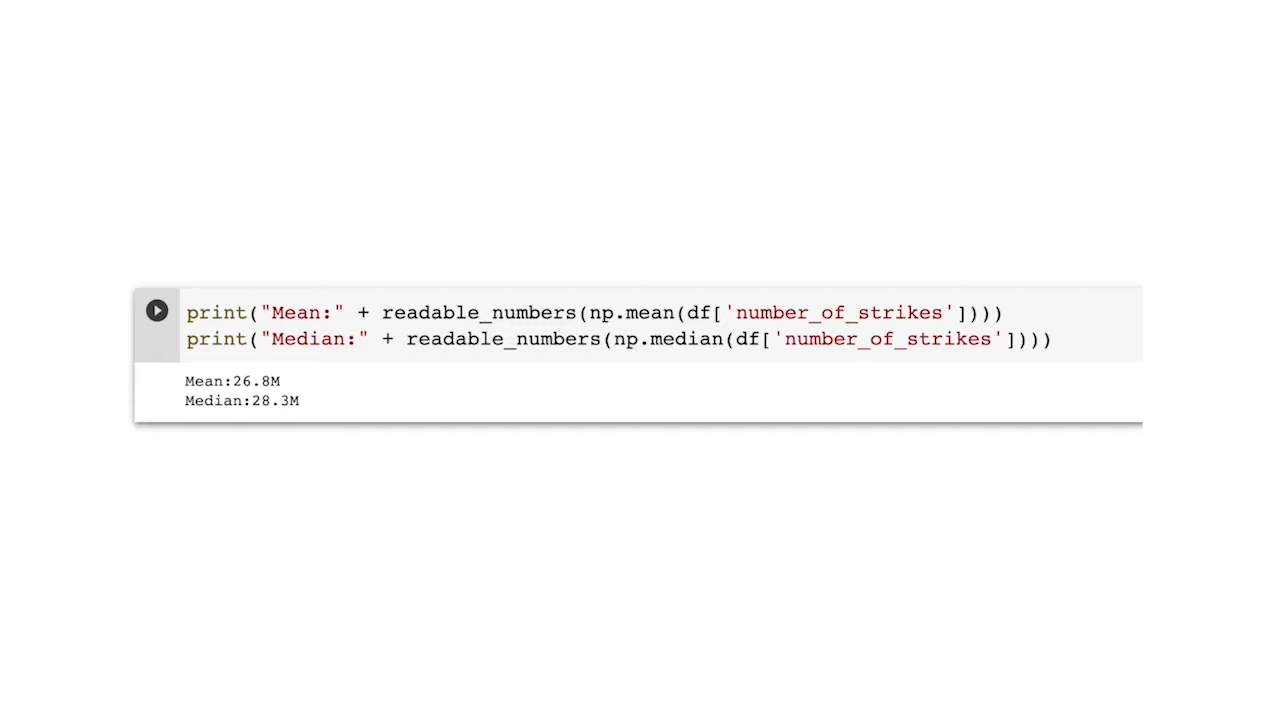 print("Mean:" + readable_numbers(np.mean(df['number_of_strikes'])))
print("Median:" + readable_numbers(np.median(df['number_of_strikes'])))
Mean:26.8M
Median:28.3M